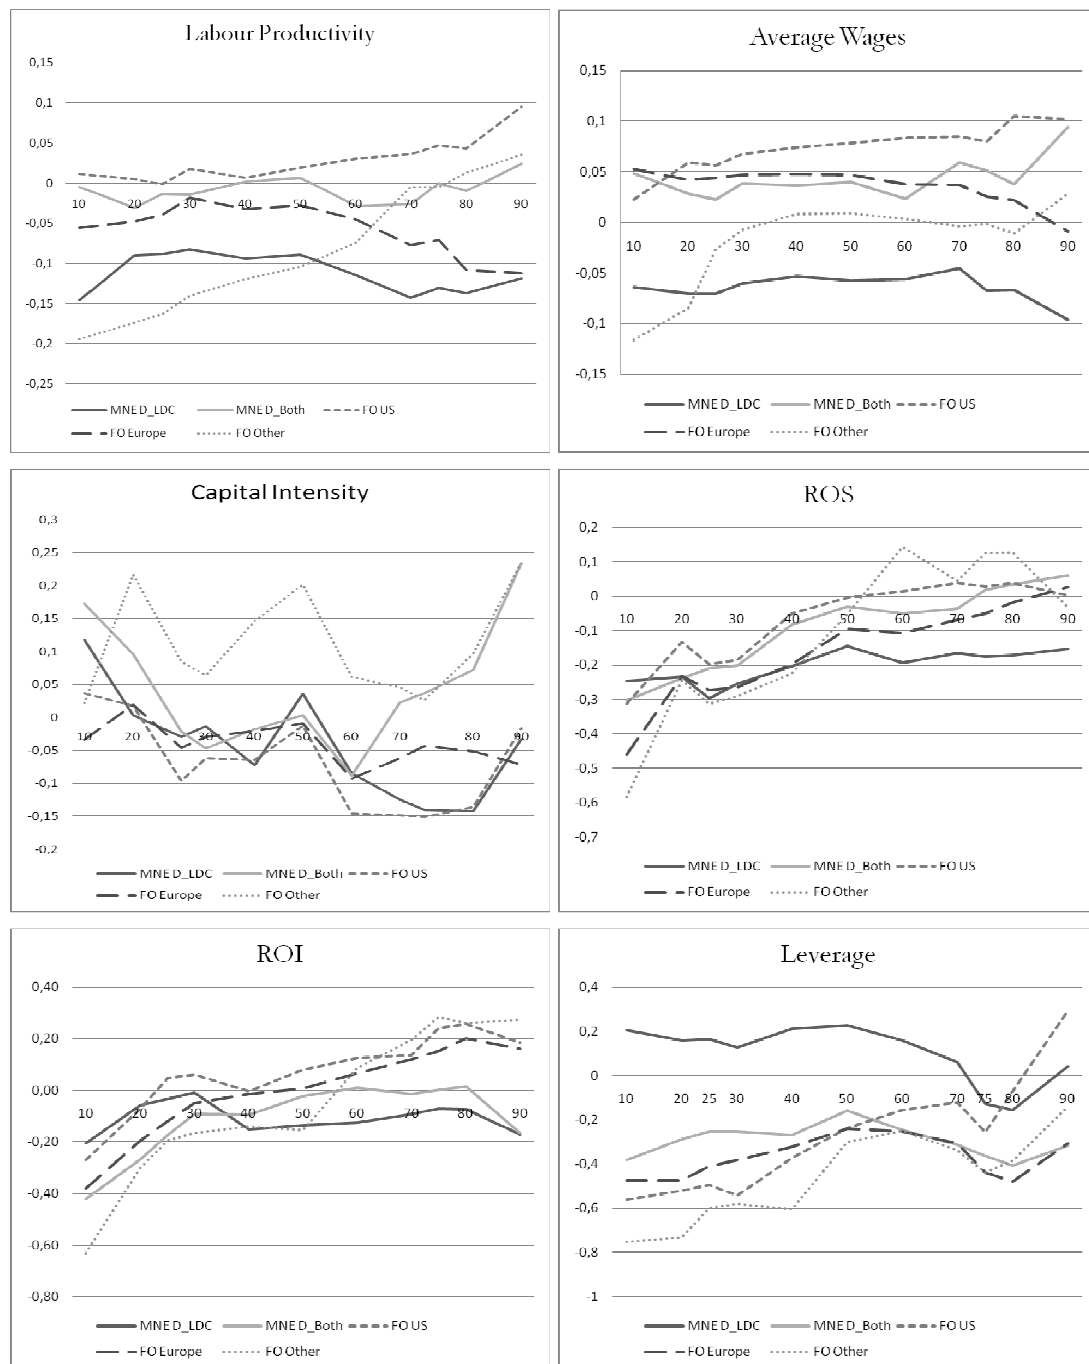 Labour Productivity
0,15
0,1
0,05
0
-0,05
-0,1
-0,15
-0,2
-0,25
10 20 25 30 40 50 60 70 75 80 90
MNED_LDC MNED_Both FO US
FO Europe FO Other
Average Wages
0,15
0,1
0,05
0
-0,05
-0,1
-0,15
10 20 25 30 40 50 60 70 75 80 90
MNED_LDC MNED_Both FO US
FO Europe FO Other
Capital Intensity
0,3
0,25
0,2
0,15
0,1
0,05
0
-0,05
-0,1
-0,15
-0,2
10 20 30 40 50 60 70 80 90
MNED_LDC MNED_Both FO US
FO Europe FO Other
ROS
0,2
0,1
0
-0,1
-0,2
-0,3
-0,4
-0,5
-0,6
-0,7
10 20 25 30 40 50 60 70 75 80 90
MNED_LDC MNED_Both FO US
FO Europe FO Other
ROI
0,40
0,20
0,00
-0,20
-0,40
-0,60
-0,80
10 20 25 30 40 50 60 70 75 80 90
MNED_LDC MNED_Both FO US
FO Europe FO Other
Leverage
0,4
0,2
0
-0,2
-0,4
-0,6
-0,8
-1
10 20 25 30 40 50 60 70 75 80 90
MNED_LDC MNED_Both FO US
FO Europe FO Other